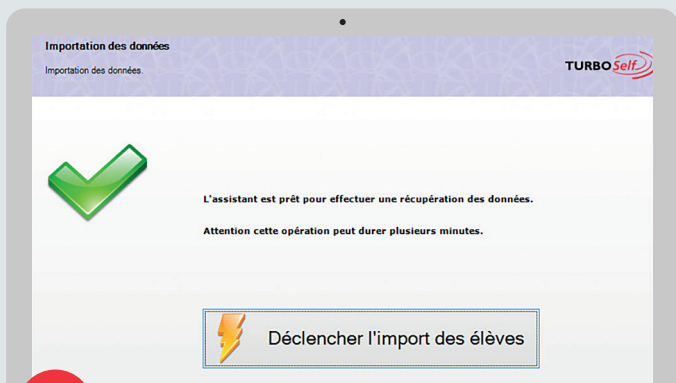 Importation des données
Importation des données.
TURBOSelf
L'assistant est prêt pour effectuer une récupération des données.
Attention cette opération peut durer plusieurs minutes.
Déclencher l'import des élèves